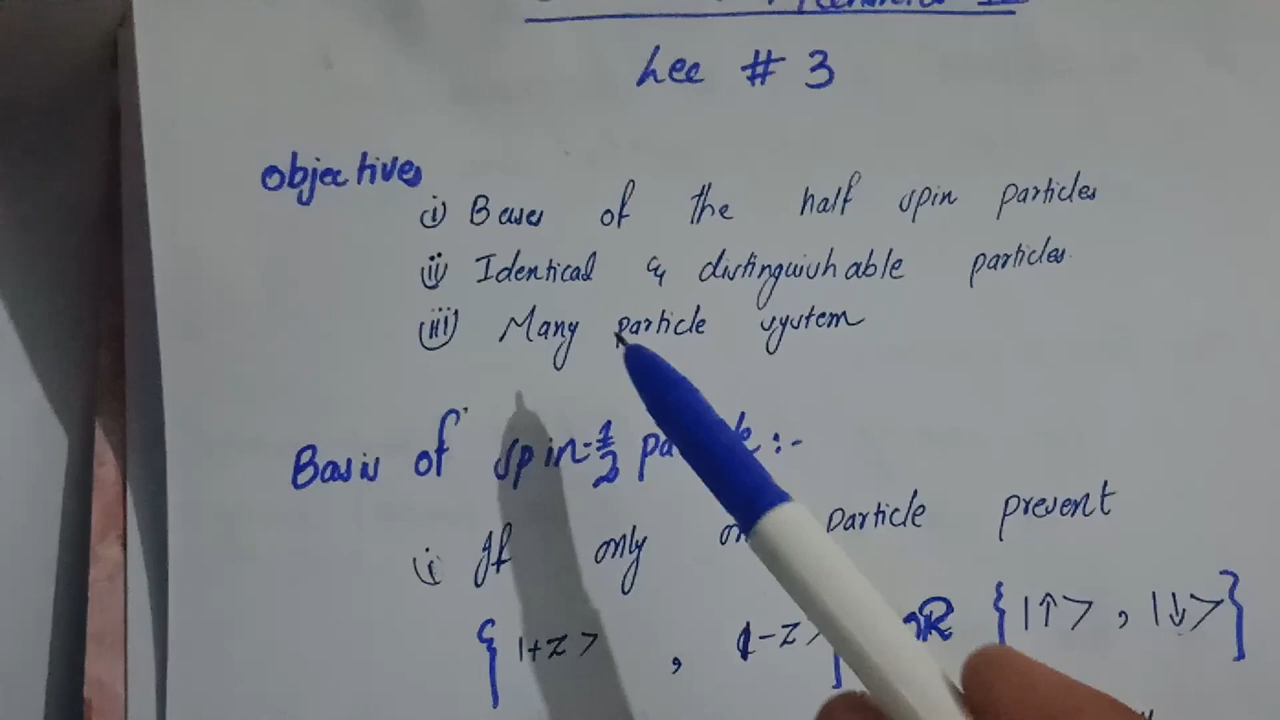 Lec # 3
Objectives
(i) Bases of the half spin particles
(ii) Identical & distinguishable particles.
(iii) Many particle system
Basis of spin-1/2 :-
(i) If only particle present
{ |+z> , |-z> } OR { |↑> , |↓> }